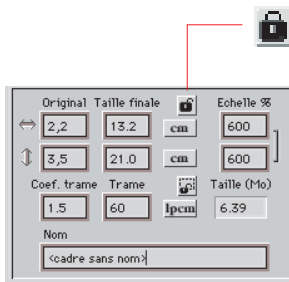 Original Taille finale Echelle %
2,2 13.2 cm 600
3,5 21.0 cm 600
Coef. trame Trame Taille (Mo)
1.5 60 lpcm 6.39
Nom
<cadre sans nom>